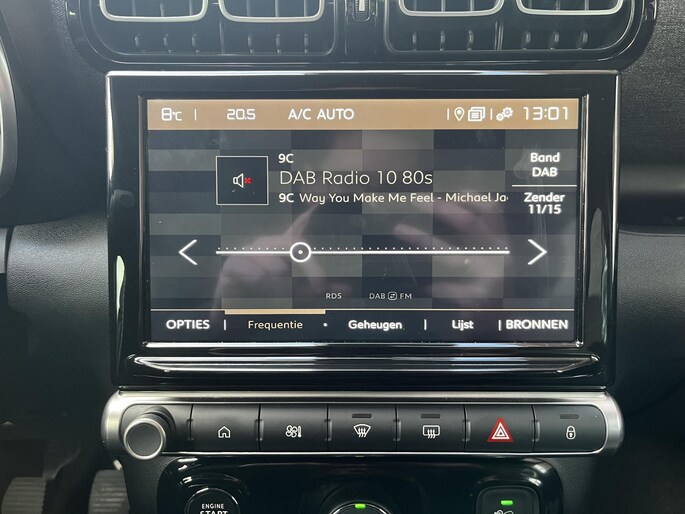 8°C 20.5 A/C AUTO 13:01
9C
DAB Radio 10 80s
9C Way You Make Me Feel - Michael Ja
Band
DAB
Zender
11/15
RDS DAB FM
OPTIES Frequentie Geheugen Lijst BRONNEN
ENGINE
START